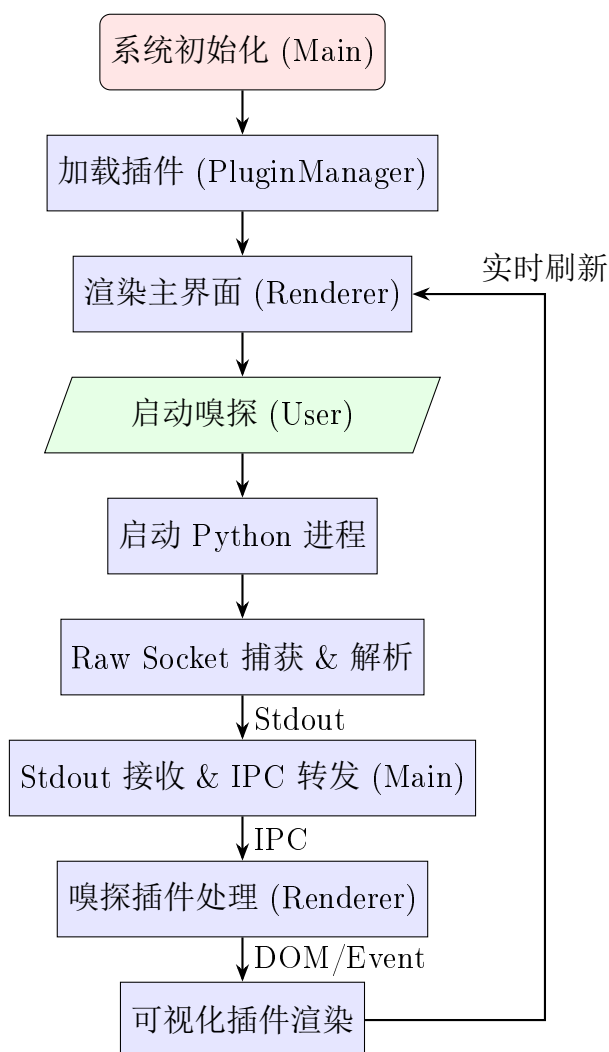 系统初始化 (Main)
加载插件 (PluginManager)
实时刷新
渲染主界面 (Renderer)
启动嗅探 (User)
启动 Python 进程
Raw Socket 捕获 & 解析
Stdout
Stdout 接收 & IPC 转发 (Main)
IPC
嗅探插件处理 (Renderer)
DOM/Event
可视化插件渲染